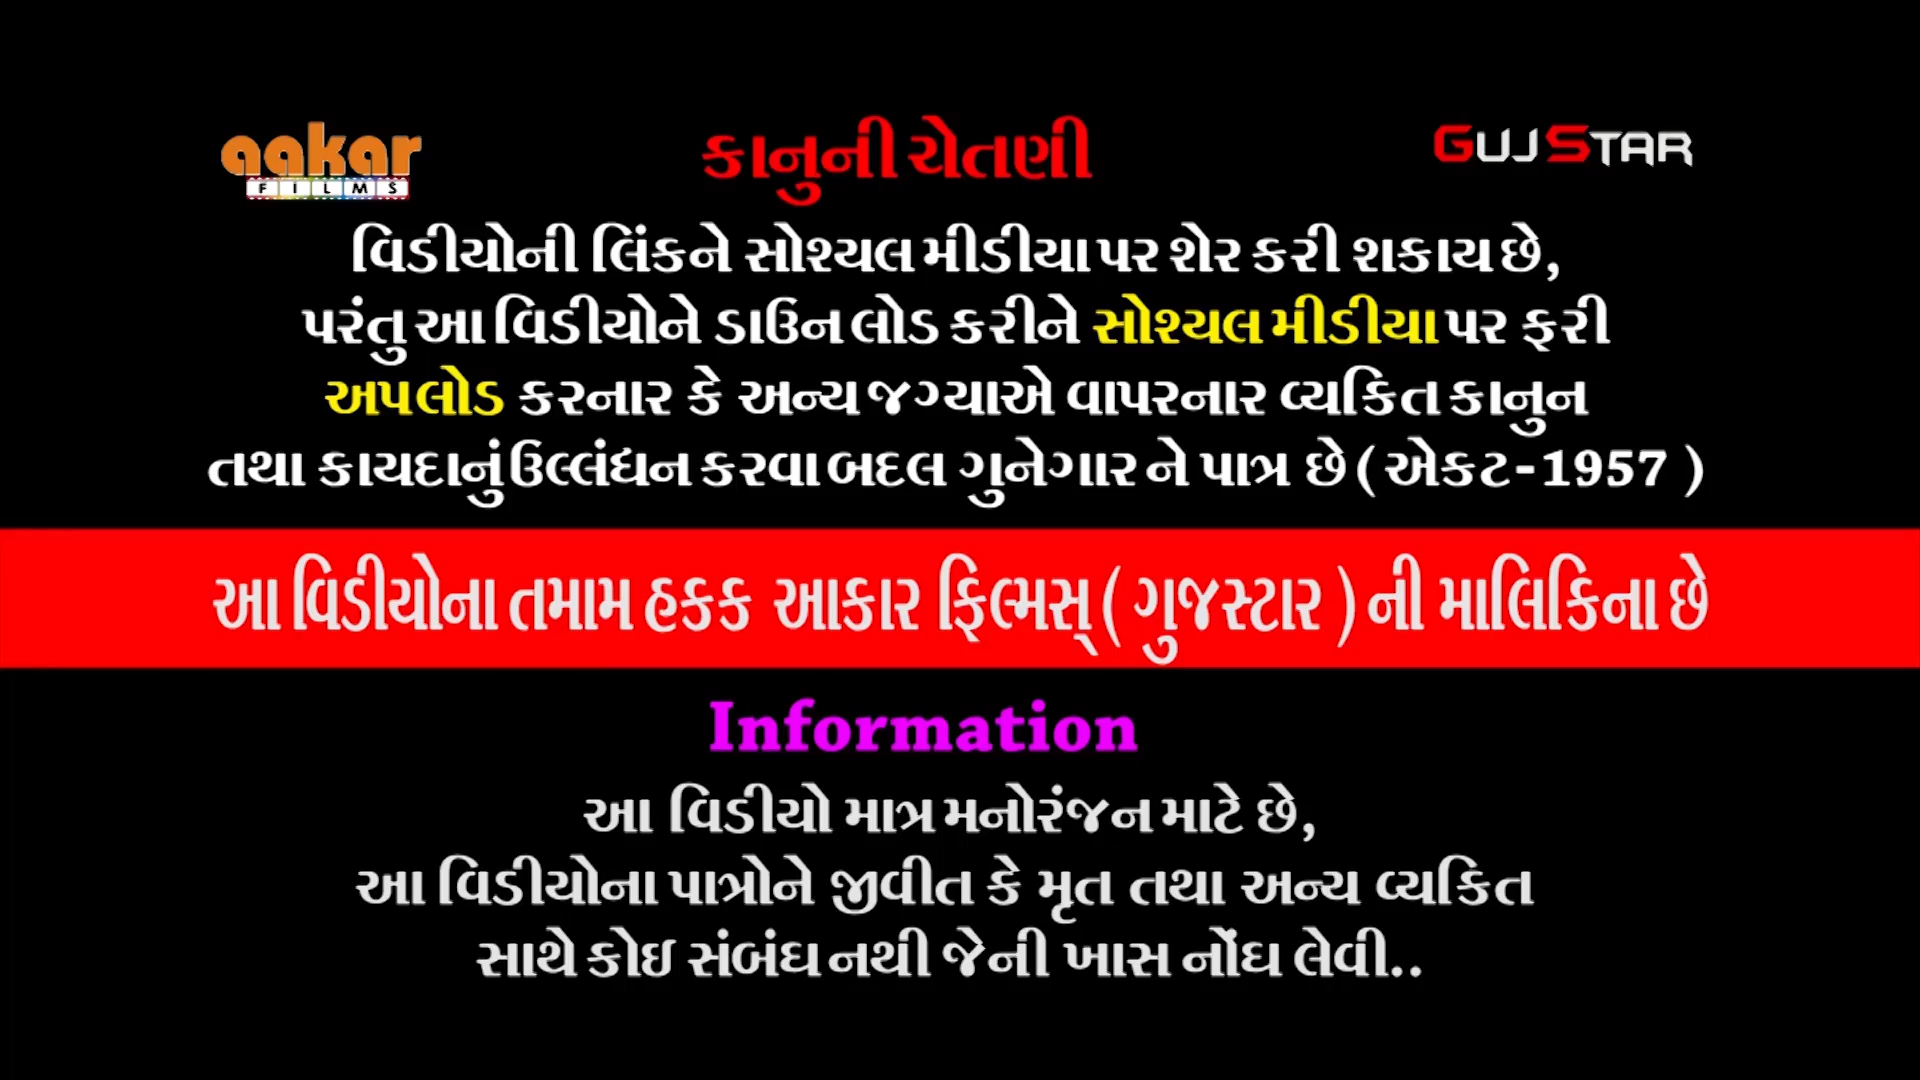 aakar
FILMS
કાનુની ચેતણી
GUJSTAR
વિડીયોની લિંકને સોશ્યલ મીડીયા પર શેર કરી શકાય છે,
પરંતુ આ વિડીયોને ડાઉન લોડ કરીને સોશ્યલ મીડીયા પર ફરી
અપલોડ કરનાર કે અન્ય જગ્યાએ વાપરનાર વ્યકિત કાનુન
તથા કાયદાનું ઉલ્લંઘન કરવા બદલ ગુનેગાર ને પાત્ર છે ( એકટ-1957 )
આ વિડીયોના તમામ હકક આકાર ફિલ્મસ્ ( ગુજસ્ટાર ) ની માલિકિના છે
Information
આ વિડીયો માત્ર મનોરંજન માટે છે,
આ વિડીયોના પાત્રોને જીવીત કે મૃત તથા અન્ય વ્યકિત
સાથે કોઇ સંબંઘ નથી જેની ખાસ નોંઘ લેવી..